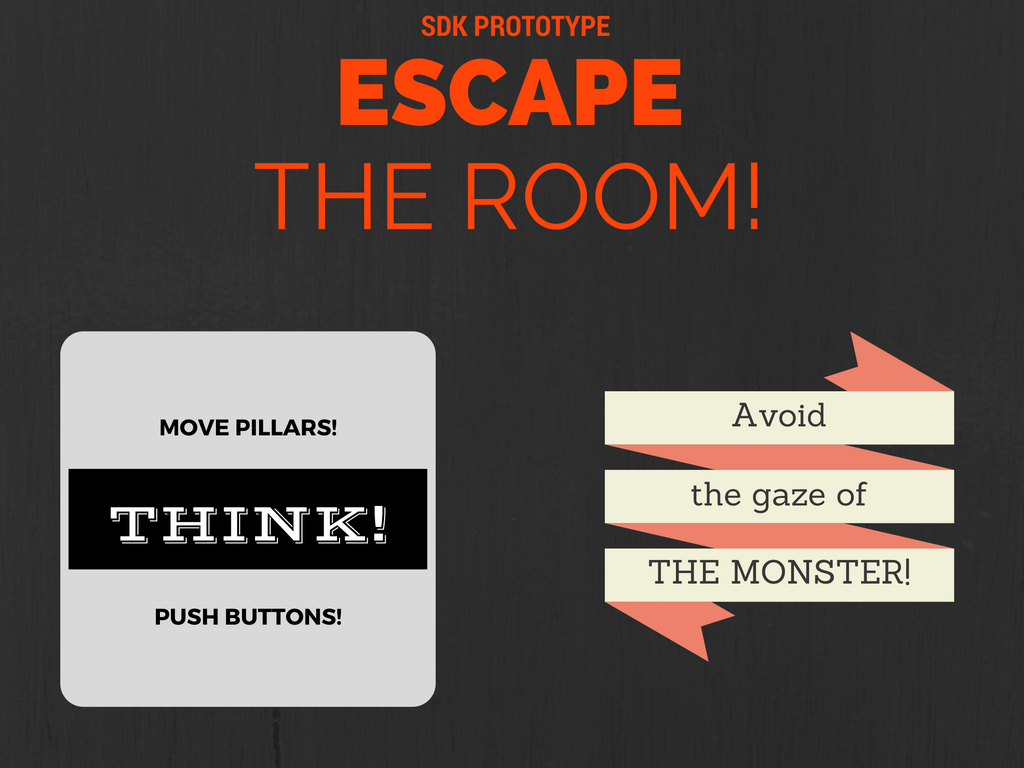 SDK PROTOTYPE
ESCAPE
THE ROOM!
MOVE PILLARS!
THINK!
PUSH BUTTONS!
Avoid
the gaze of
THE MONSTER!